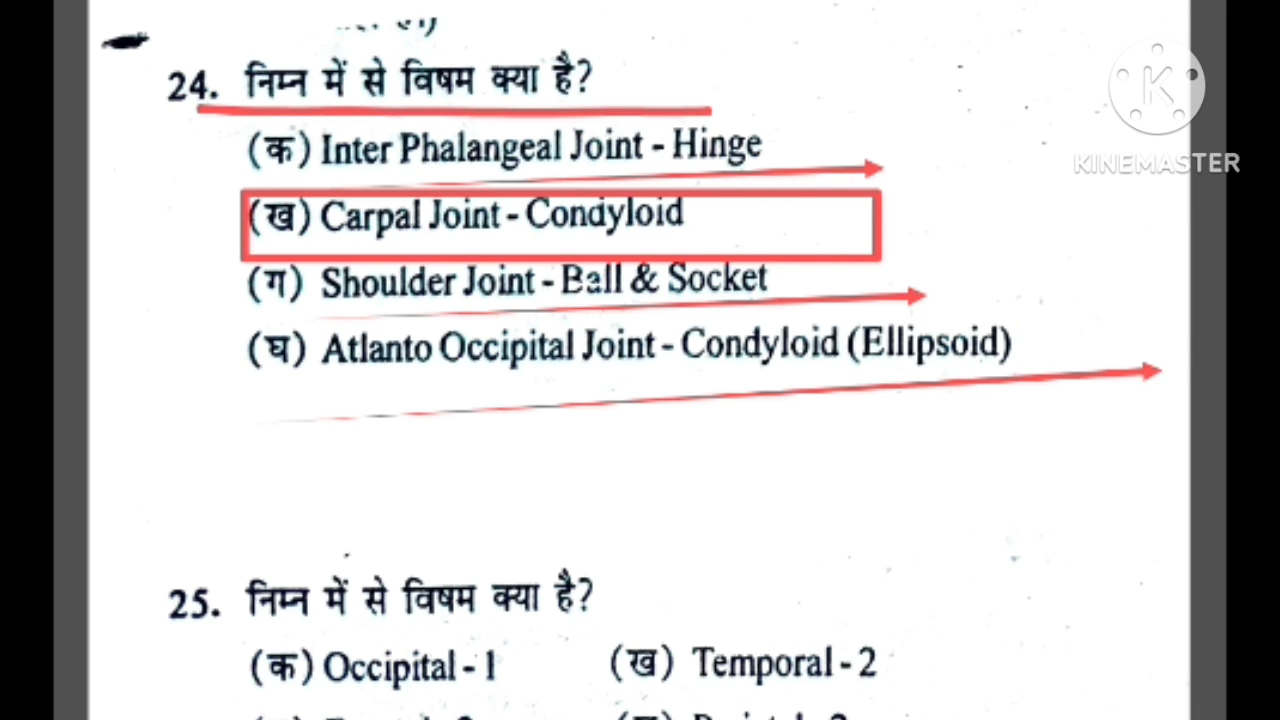 24. निम्न में से विषम क्या है?
(क) Inter Phalangeal Joint - Hinge
(ख) Carpal Joint - Condyloid
(ग) Shoulder Joint - Ball & Socket
(घ) Atlanto Occipital Joint - Condyloid (Ellipsoid)
K
KINEMASTER
25. निम्न में से विषम क्या है?
(क) Occipital - 1 (ख) Temporal - 2